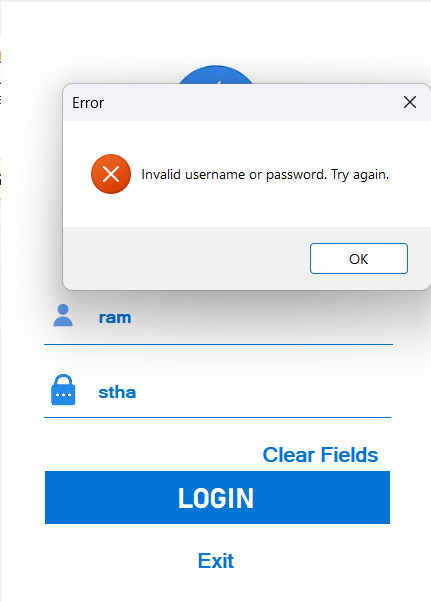 Error
Invalid username or password. Try again.
OK
ram
stha
Clear Fields
LOGIN
Exit